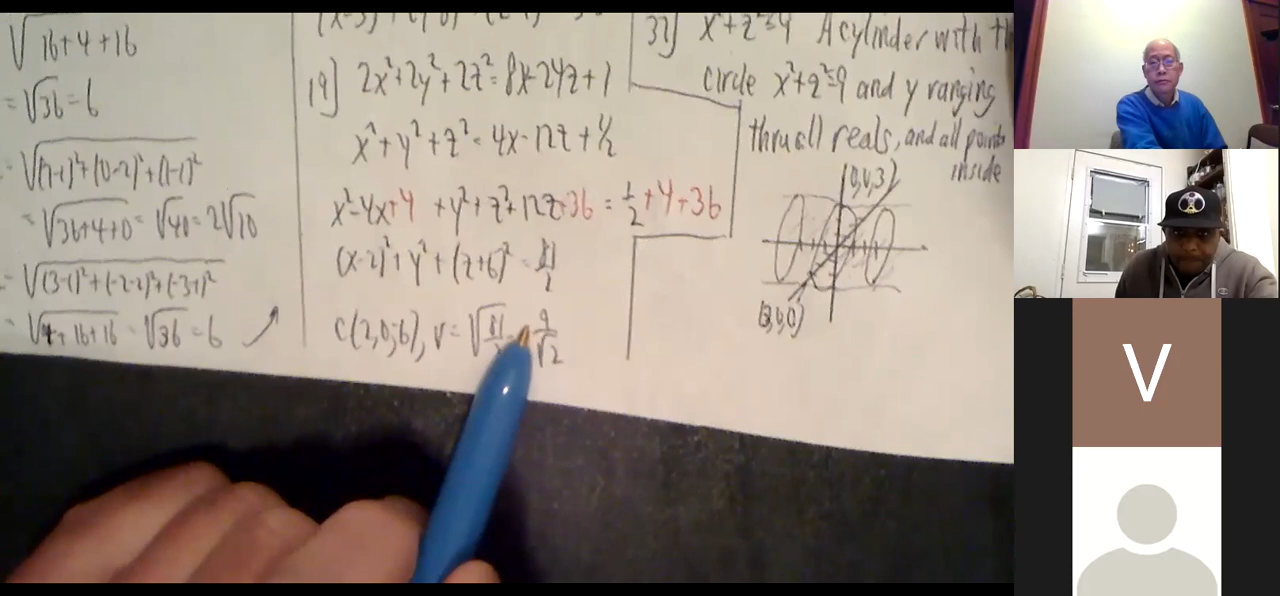 √16+4+16
=√36=6
√(7-1)²+(0-2)²+(1-1)²
=√36+4+0=√40=2√10
=√(3-1)²+(-2-2)²+(-3-1)²
√4+16+16=√36=6
19] 2x²+2y²+2z²=8x-24z+1
x²+y²+z²=4x-12z+1/2
x²-4x+4 +y²+z²+12z+36=1/2+4+36
(x-2)²+y²+(z+6)²=81/2
C(2,0,-6), r=√81/2=9/√2
37] x²+z²≤9 A cylinder with th
circle x²+z²=9 and y ranging
thru all reals, and all points
inside
(0,0,3)
(3,0,0)
V